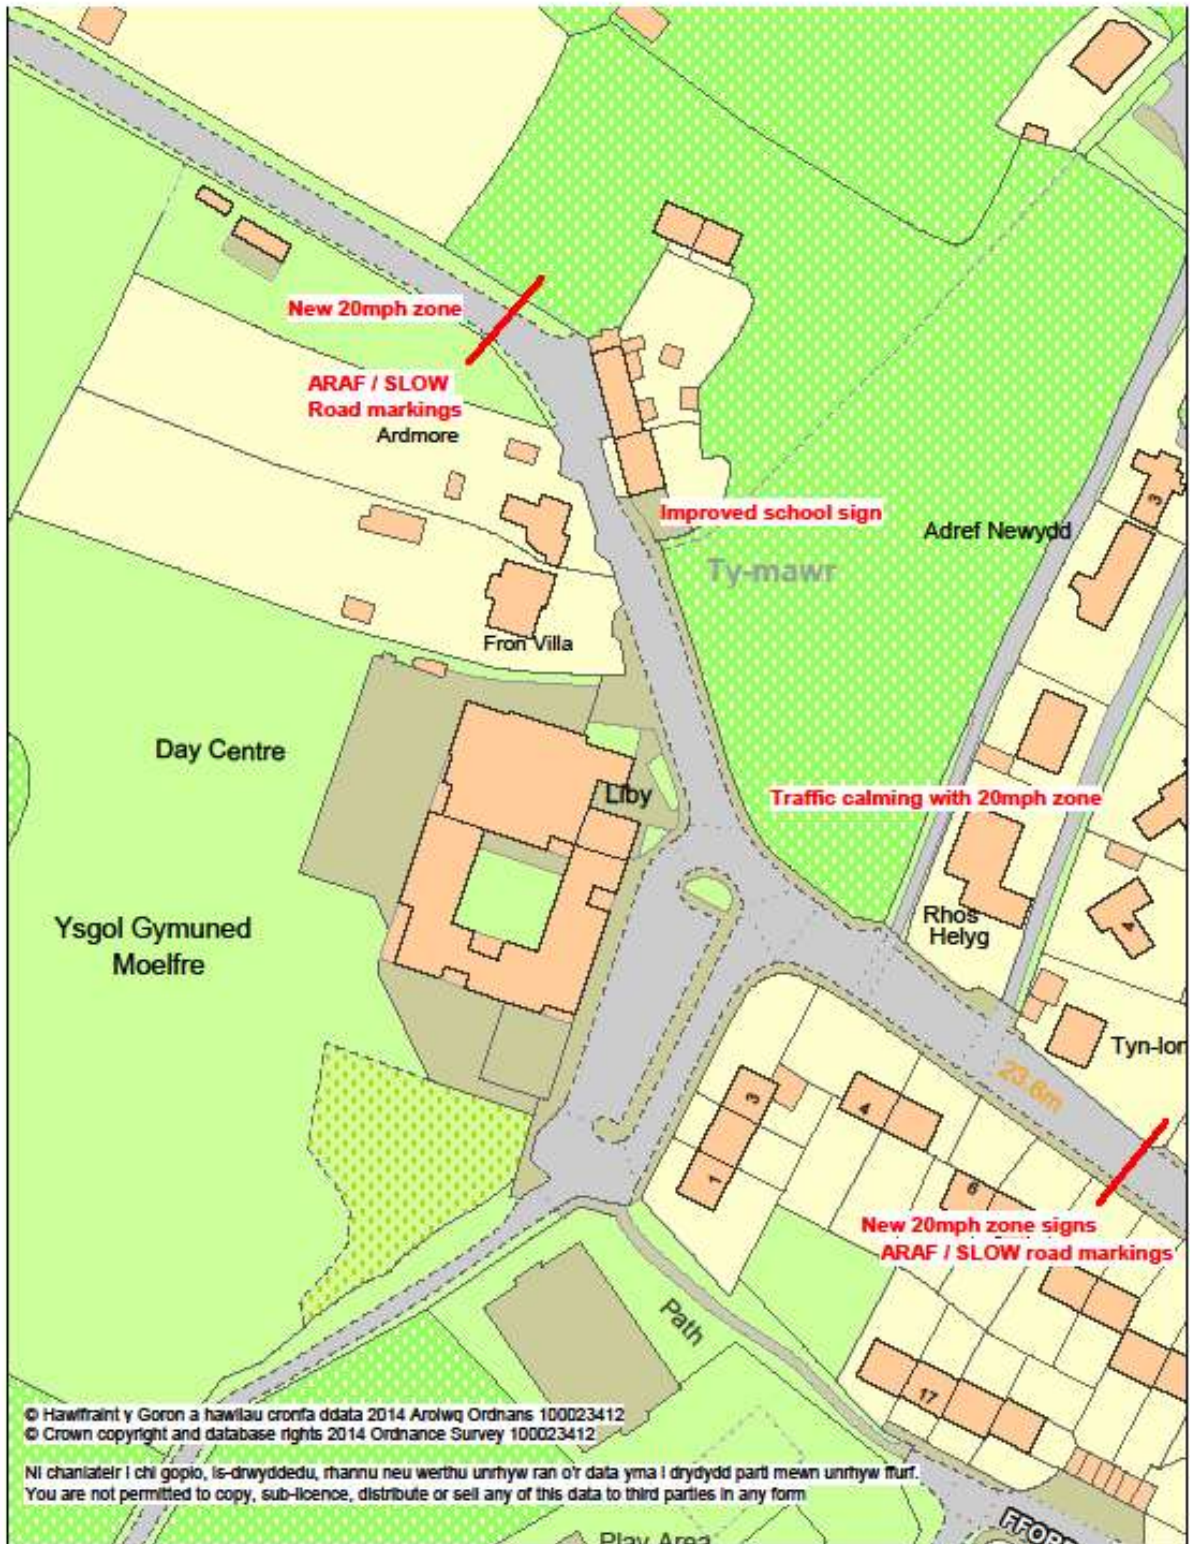 New 20mph zone
ARAF / SLOW
Road markings
Ardmore
Improved school sign
Adref Newydd
3
Ty-mawr
Fron Villa
Day Centre
Liby
Traffic calming with 20mph zone
Ysgol Gymuned
Moelfre
Rhos
Helyg
4
Tyn-lon
23.6m
3
4
1
6
New 20mph zone signs
ARAF / SLOW road markings
Path
17
© Hawlfraint y Goron a hawliau cronfa ddata 2014 Arolwg Ordnans 100023412
© Crown copyright and database rights 2014 Ordnance Survey 100023412
Ni chaniateir i chi gopio, is-drwyddedu, rhannu neu werthu unrhyw ran o'r data yma i drydydd parti mewn unrhyw ffurf.
You are not permitted to copy, sub-licence, distribute or sell any of this data to third parties in any form
Play Area